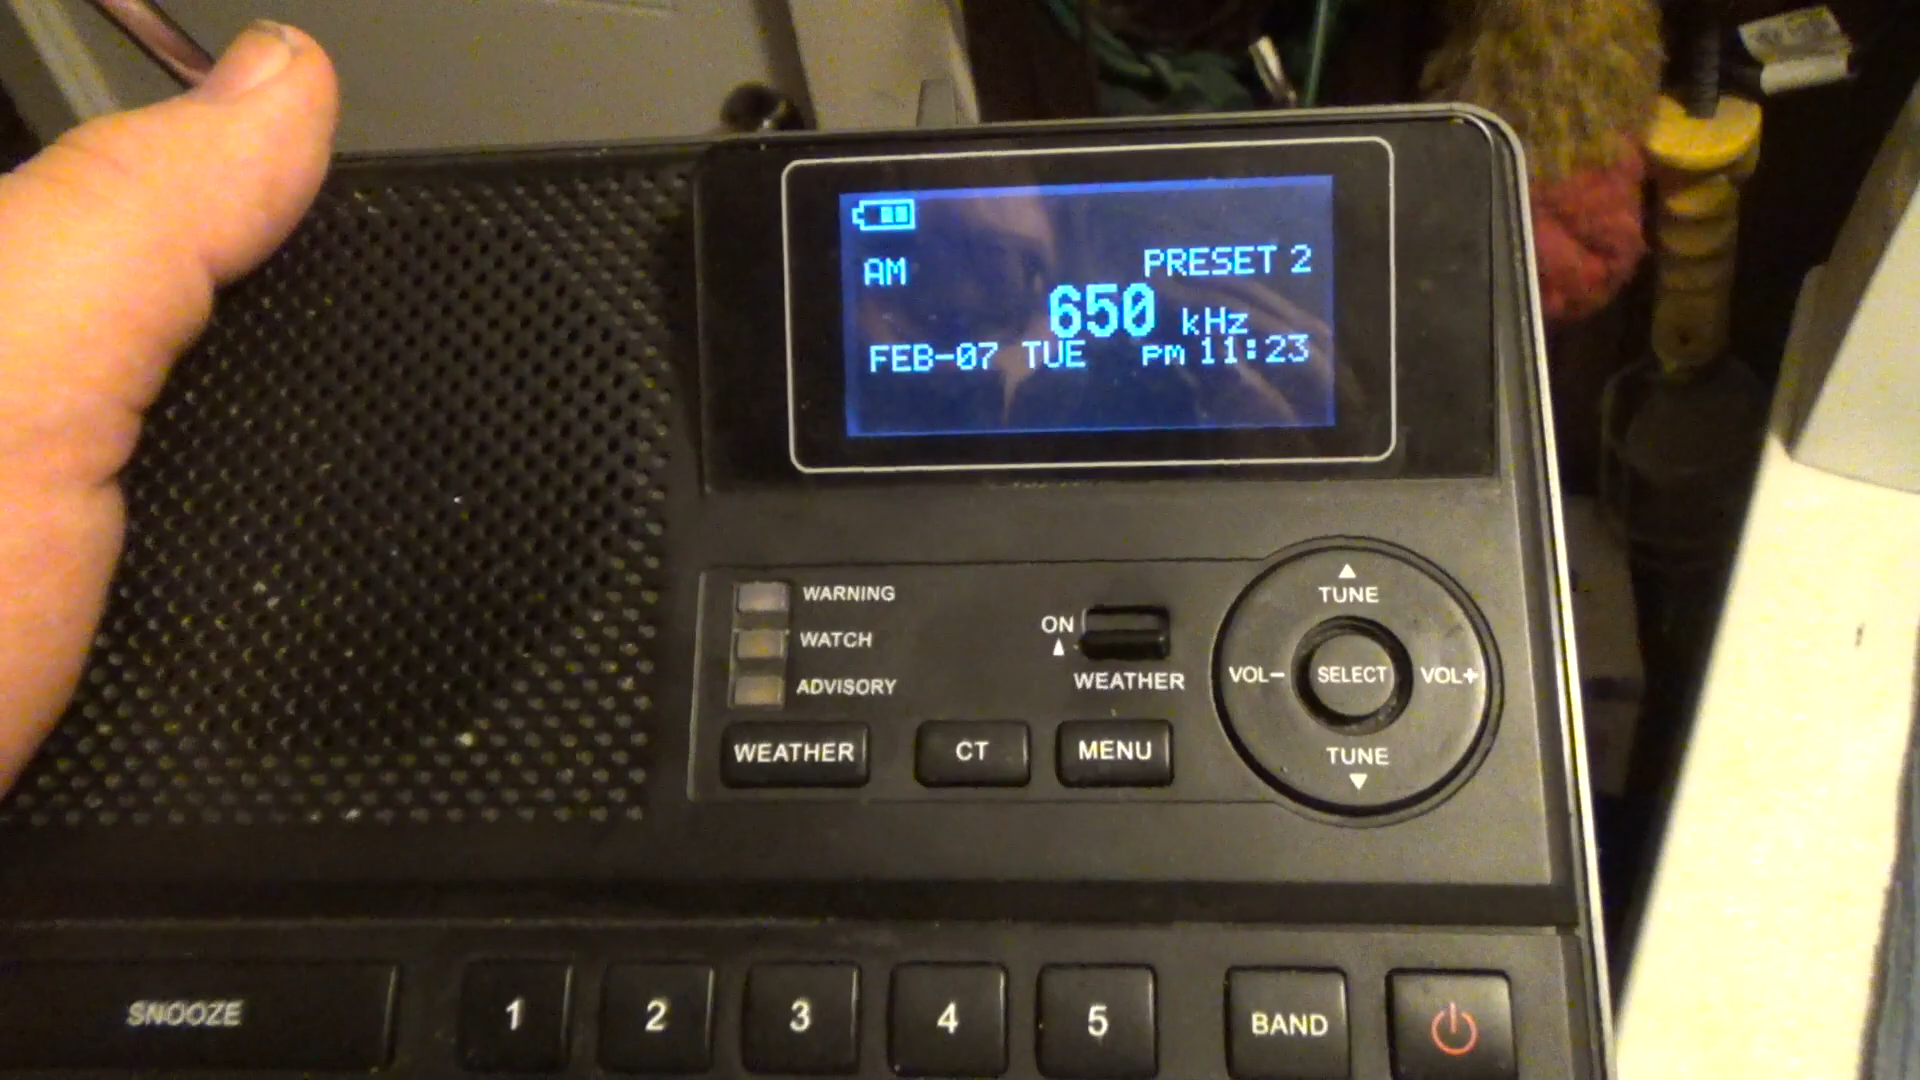 AM
PRESET 2
650 kHz
FEB-07 TUE pm 11:23
WARNING
WATCH
ADVISORY
ON
WEATHER
WEATHER
CT
MENU
TUNE
VOL-
SELECT
VOL+
TUNE
SNOOZE
1
2
3
4
5
BAND